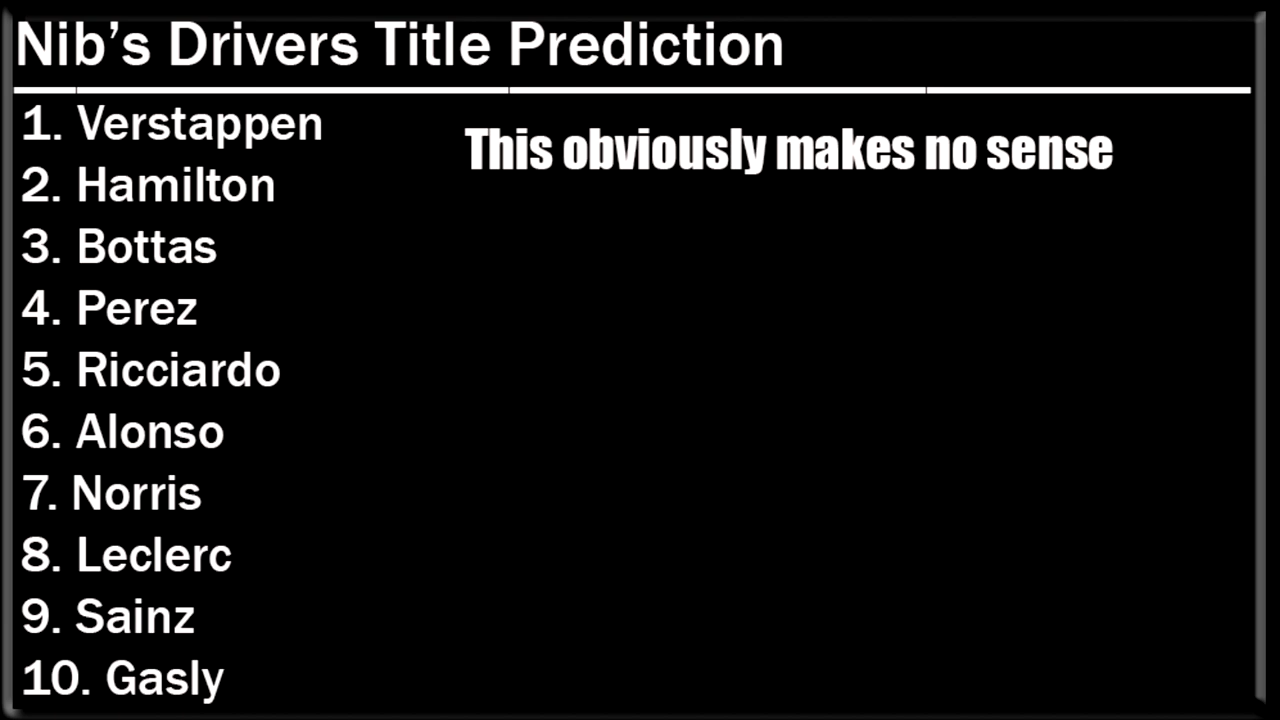 Nib’s Drivers Title Prediction
1. Verstappen
This obviously makes no sense
2. Hamilton
3. Bottas
4. Perez
5. Ricciardo
6. Alonso
7. Norris
8. Leclerc
9. Sainz
10. Gasly